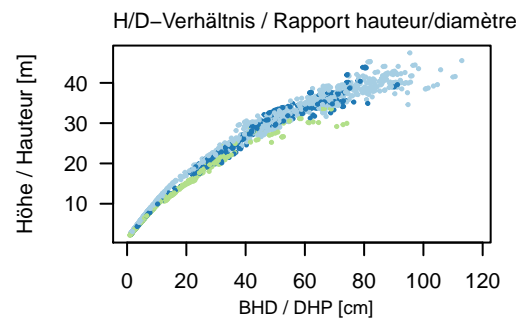 H/D−Verhältnis / Rapport hauteur/diamètre
Höhe / Hauteur [m]
40
30
20
10
0 20 40 60 80 100 120
BHD / DHP [cm]